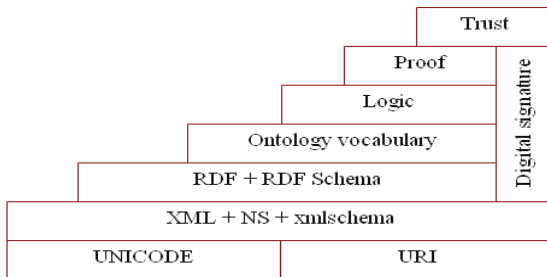 Trust
Proof
Logic
Ontology vocabulary
RDF + RDF Schema
Digital signature
XML + NS + xmlschema
UNICODE
URI